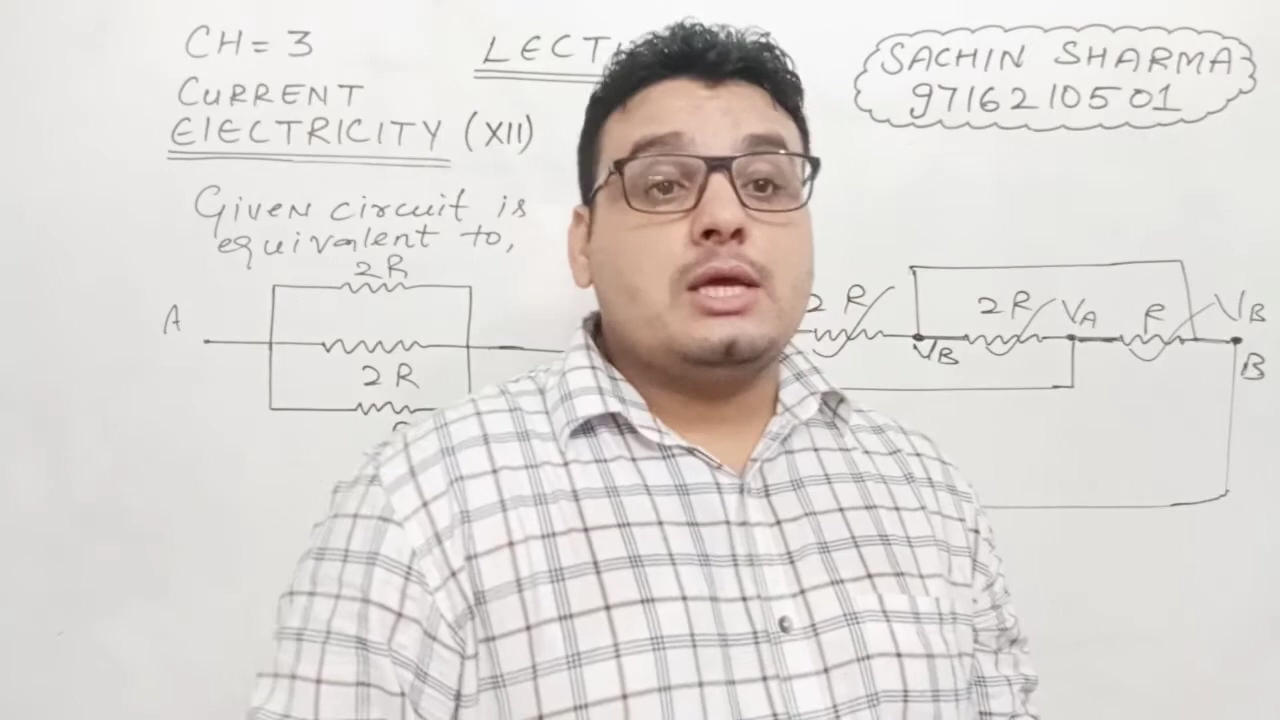 CH = 3
CURRENT
ElECTRICITY (XII)
LECT
SACHIN SHARMA
9716210501
Given circuit is
equivalent to,
2R
A
2R
2R
VB
2R
VA
R
VB
B